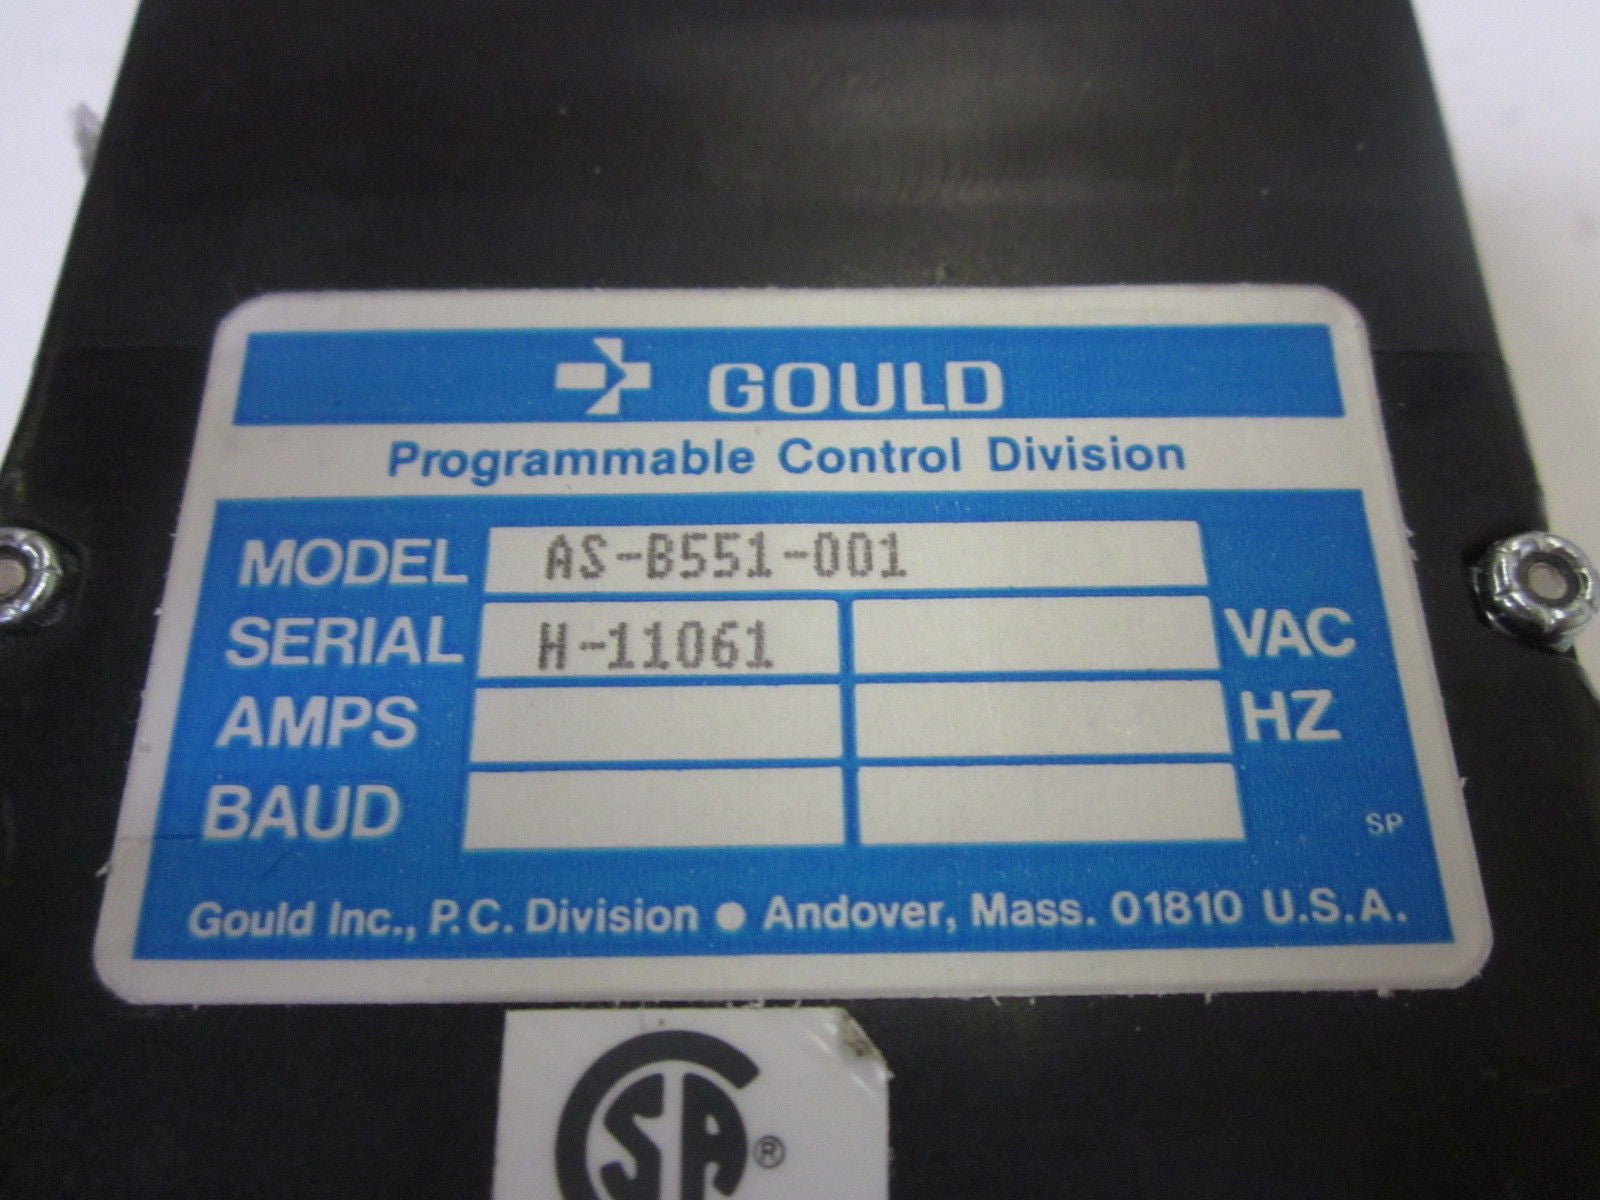 GOULD
Programmable Control Division
MODEL AS-B551-001
SERIAL H-11061 VAC
AMPS HZ
BAUD
SP
Gould Inc., P.C. Division ● Andover, Mass. 01810 U.S.A.
CSA ®